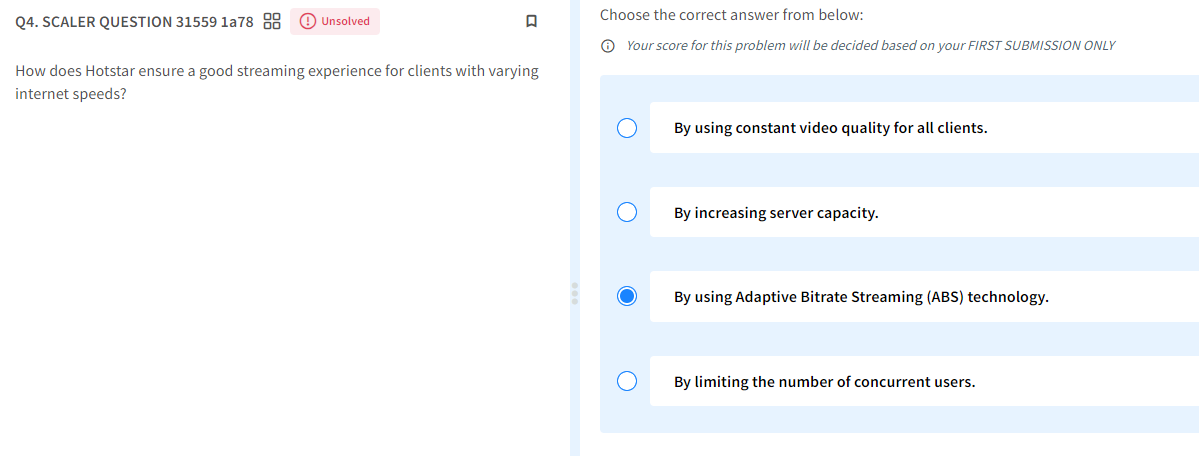 Q4. SCALER QUESTION 31559 1a78 Unsolved
How does Hotstar ensure a good streaming experience for clients with varying
internet speeds?
Choose the correct answer from below:
Your score for this problem will be decided based on your FIRST SUBMISSION ONLY
By using constant video quality for all clients.
By increasing server capacity.
By using Adaptive Bitrate Streaming (ABS) technology.
By limiting the number of concurrent users.